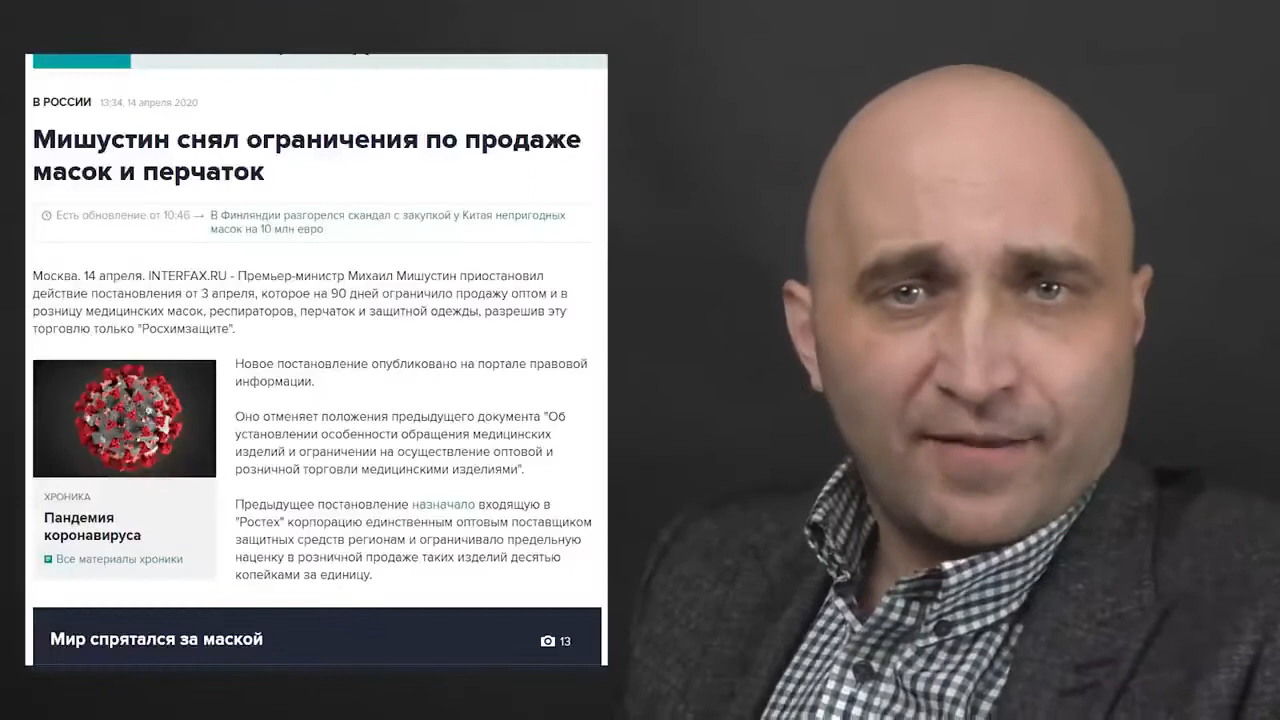 В РОССИИ 13:34, 14 апреля 2020
Мишустин снял ограничения по продаже
масок и перчаток
Есть обновление от 10:46 → В Финляндии разгорелся скандал с закупкой у Китая непригодных
масок на 10 млн евро
Москва. 14 апреля. INTERFAX.RU - Премьер-министр Михаил Мишустин приостановил
действие постановления от 3 апреля, которое на 90 дней ограничило продажу оптом и в
розницу медицинских масок, респираторов, перчаток и защитной одежды, разрешив эту
торговлю только "Росхимзащите".
Новое постановление опубликовано на портале правовой
информации.
Оно отменяет положения предыдущего документа "Об
установлении особенности обращения медицинских
изделий и ограничении на осуществление оптовой и
розничной торговли медицинскими изделиями".
Предыдущее постановление назначало входящую в
"Ростех" корпорацию единственным оптовым поставщиком
защитных средств регионам и ограничивало предельную
наценку в розничной продаже таких изделий десятью
копейками за единицу.
ХРОНИКА
Пандемия
коронавируса
Все материалы хроники
Мир спрятался за маской 13